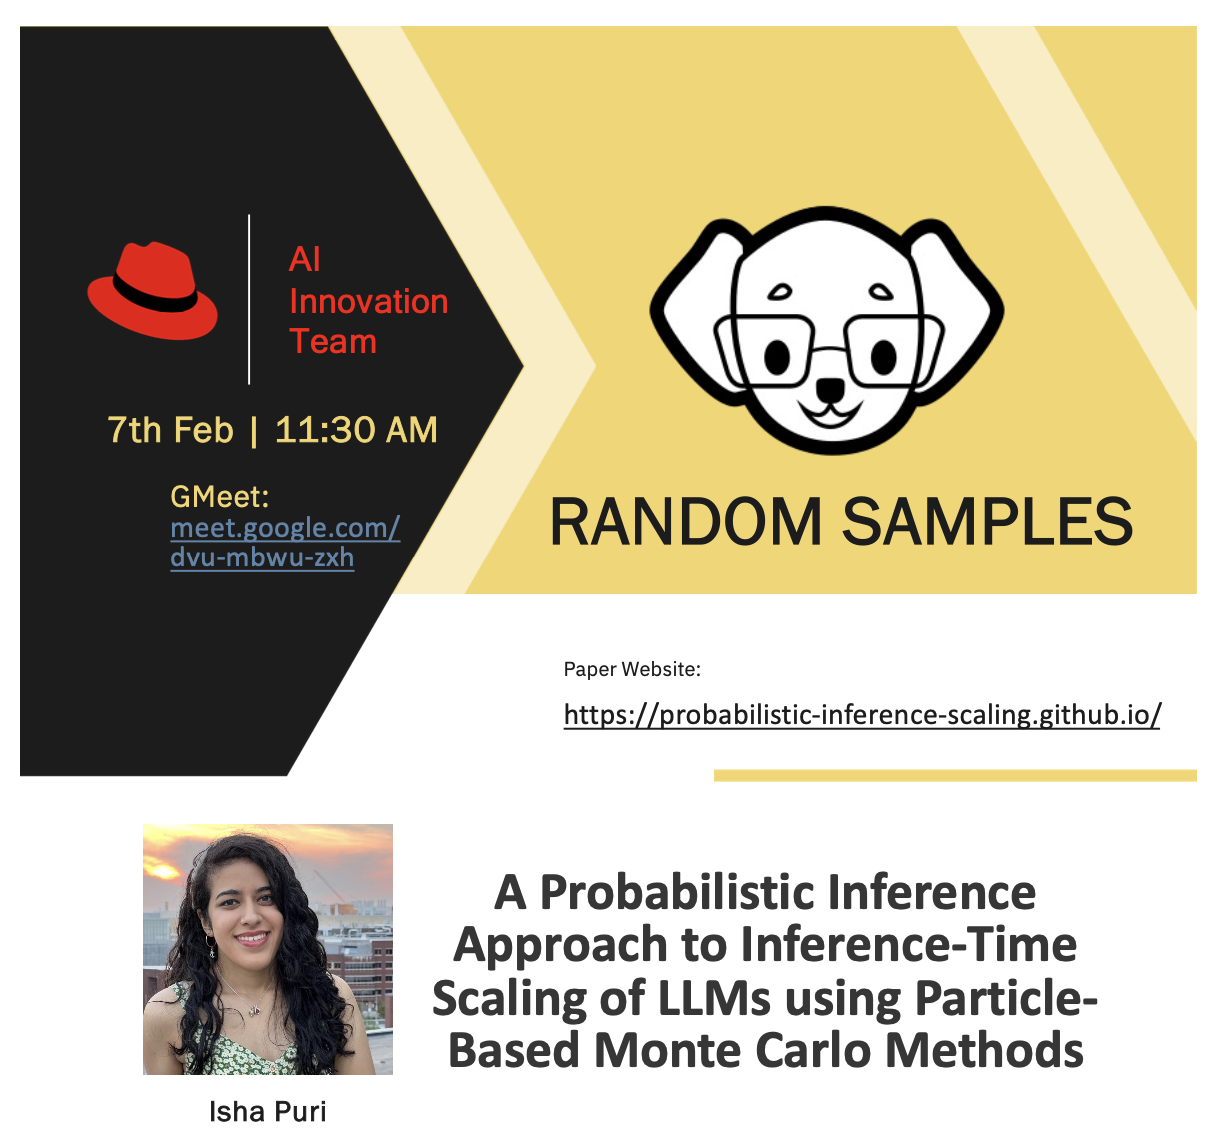 AI
Innovation
Team
7th Feb | 11:30 AM
GMeet:
meet.google.com/
dvu-mbwu-zxh
RANDOM SAMPLES
Paper Website:
https://probabilistic-inference-scaling.github.io/
A Probabilistic Inference
Approach to Inference-Time
Scaling of LLMs using Particle-
Based Monte Carlo Methods
Isha Puri